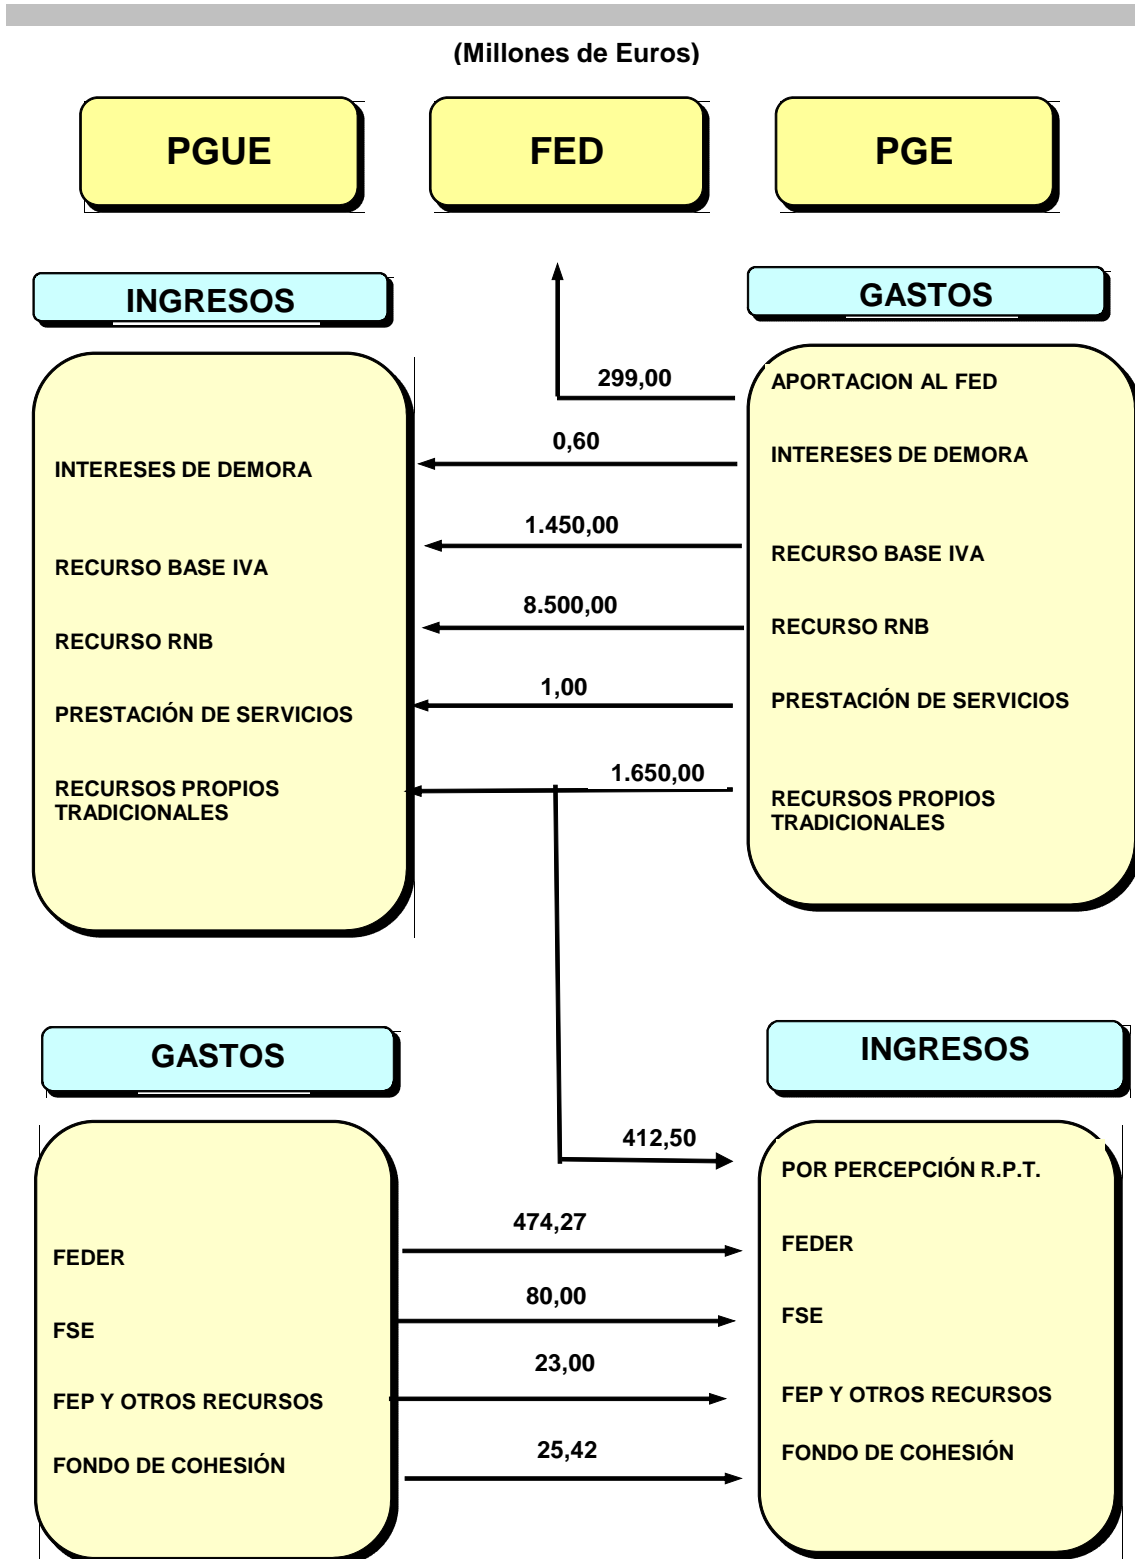 (Millones de Euros)
PGUE
FED
PGE
INGRESOS
GASTOS
299,00
APORTACION AL FED
0,60
INTERESES DE DEMORA
INTERESES DE DEMORA
1.450,00
RECURSO BASE IVA
RECURSO BASE IVA
8.500,00
RECURSO RNB
RECURSO RNB
1,00
PRESTACIÓN DE SERVICIOS
PRESTACIÓN DE SERVICIOS
1.650,00
RECURSOS PROPIOS
TRADICIONALES
RECURSOS PROPIOS
TRADICIONALES
GASTOS
INGRESOS
412,50
POR PERCEPCIÓN R.P.T.
474,27
FEDER
FEDER
80,00
FSE
FSE
23,00
FEP Y OTROS RECURSOS
FEP Y OTROS RECURSOS
25,42
FONDO DE COHESIÓN
FONDO DE COHESIÓN